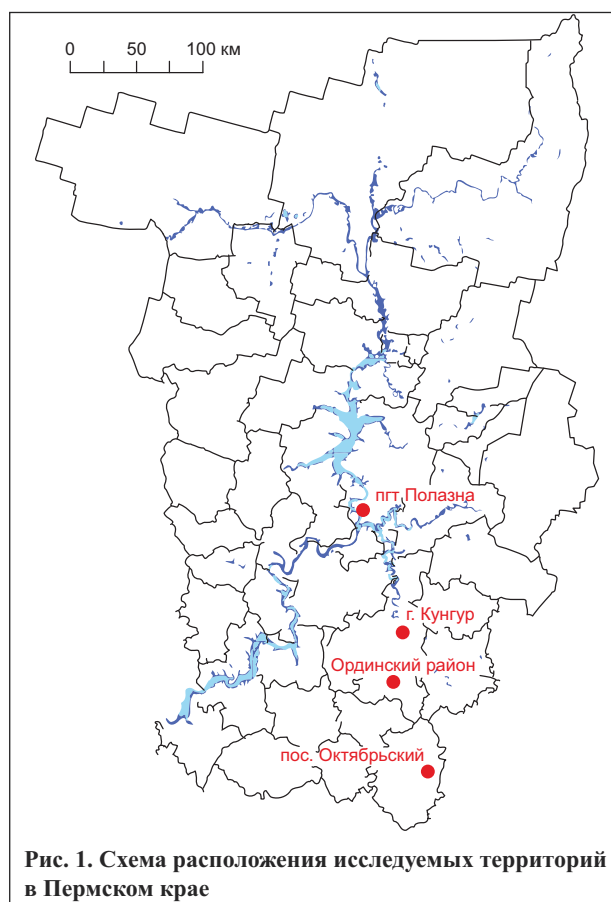 0 50 100 км
пгт Полазна
г. Кунгур
Ординский район
пос. Октябрьский
Рис. 1. Схема расположения исследуемых территорий
в Пермском крае